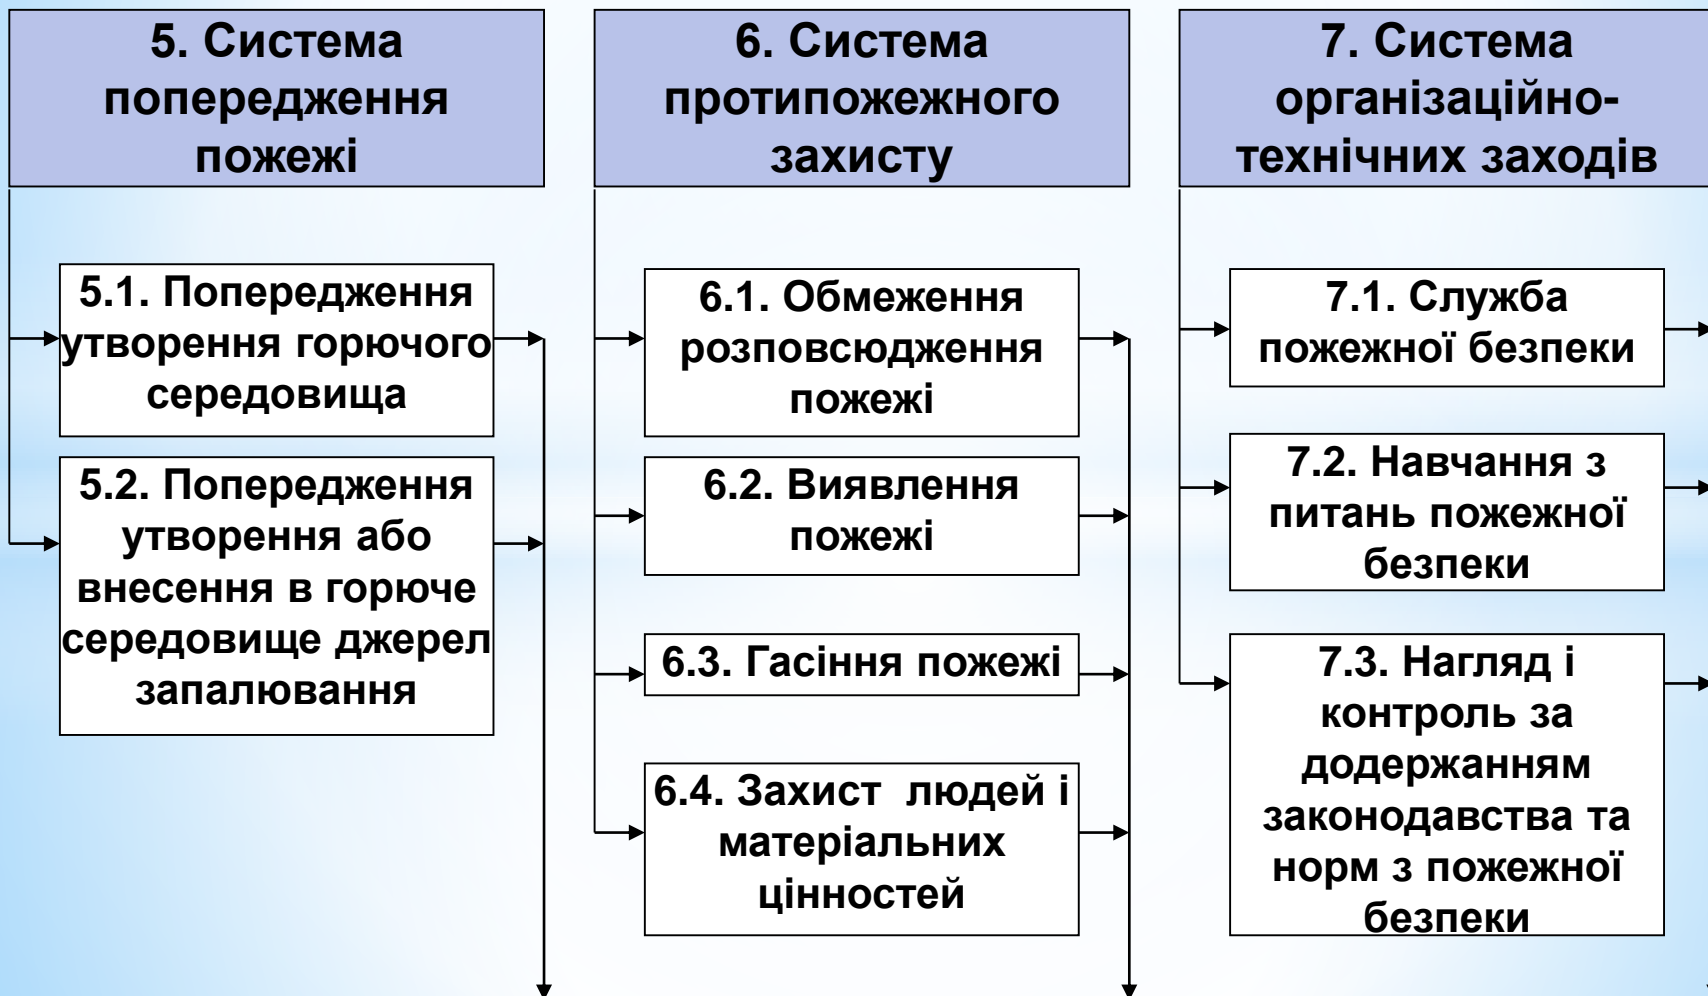 5. Система
попередження
пожежі
5.1. Попередження
утворення горючого
середовища
5.2. Попередження
утворення або
внесення в горюче
середовище джерел
запалювання
6. Система
протипожежного
захисту
6.1. Обмеження
розповсюдження
пожежі
6.2. Виявлення
пожежі
6.3. Гасіння пожежі
6.4. Захист  людей і
матеріальних
цінностей
7. Система
організаційно-
технічних заходів
7.1. Служба
пожежної безпеки
7.2. Навчання з
питань пожежної
безпеки
7.3. Нагляд і
контроль за
додержанням
законодавства та
норм з пожежної
безпеки